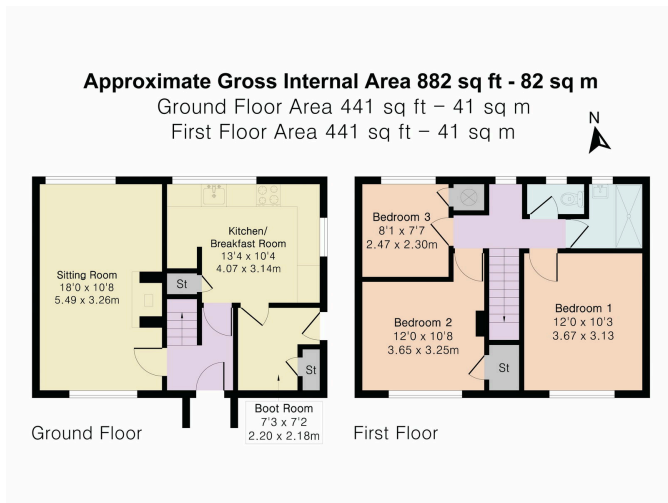 Approximate Gross Internal Area 882 sq ft - 82 sq m
Ground Floor Area 441 sq ft – 41 sq m
First Floor Area 441 sq ft – 41 sq m
N
Kitchen/
Breakfast Room
13'4 x 10'4
4.07 x 3.14m
Sitting Room
18'0 x 10'8
5.49 x 3.26m
St
St
Boot Room
7'3 x 7'2
2.20 x 2.18m
Ground Floor
Bedroom 3
8'1 x 7'7
2.47 x 2.30m
Bedroom 2
12'0 x 10'8
3.65 x 3.25m
Bedroom 1
12'0 x 10'3
3.67 x 3.13
St
First Floor